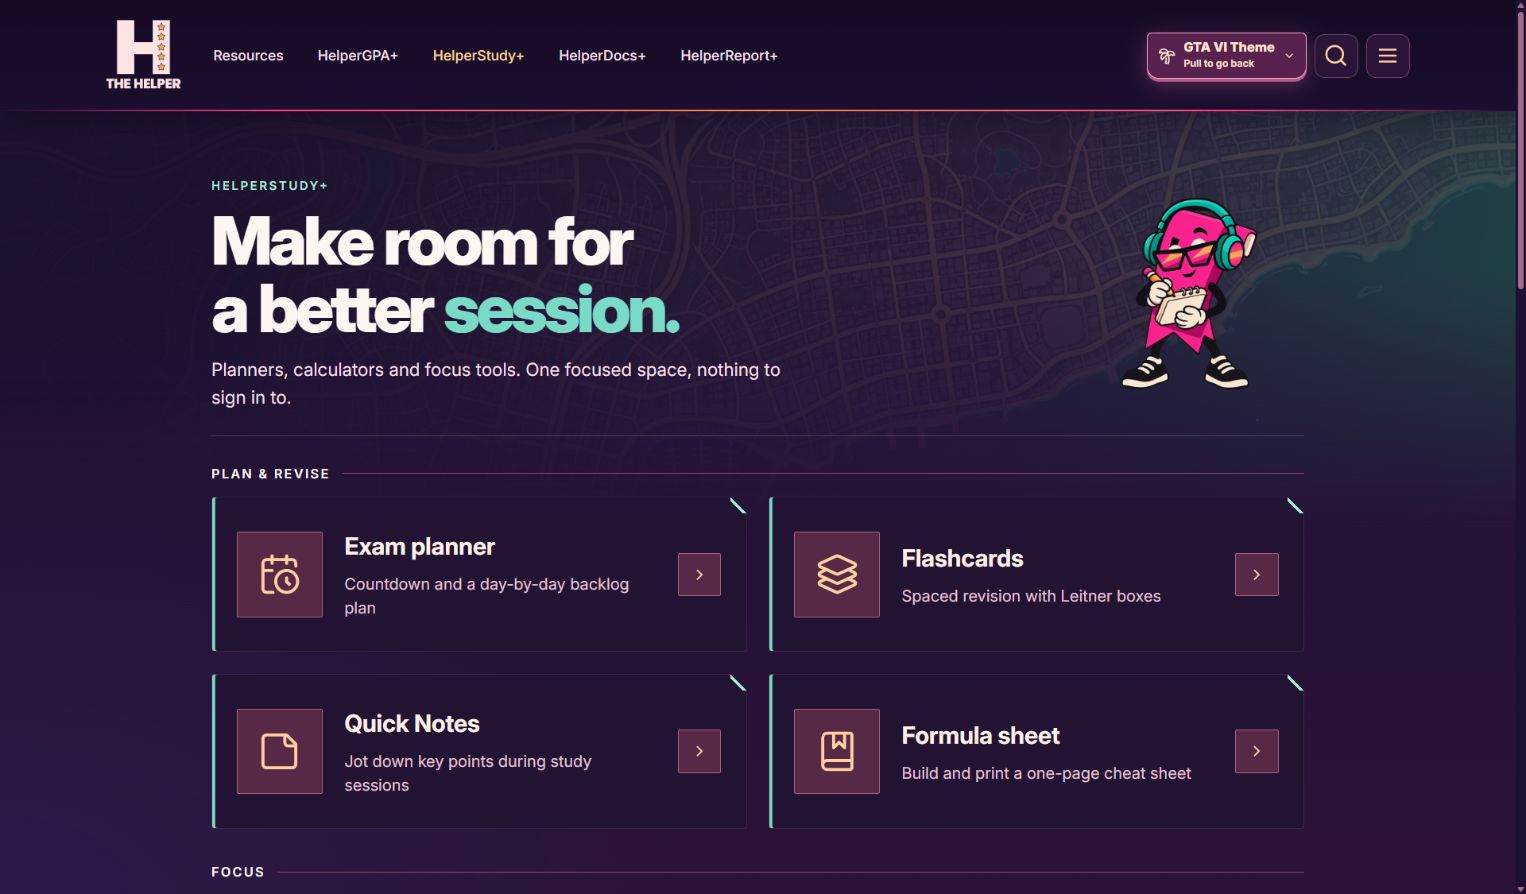 H
THE HELPER
Resources
HelperGPA+
HelperStudy+
HelperDocs+
HelperReport+
GTA VI Theme
Pull to go back
HELPERSTUDY+
Make room for
a better session.
Planners, calculators and focus tools. One focused space, nothing to
sign in to.
PLAN & REVISE
Exam planner
Countdown and a day-by-day backlog
plan
Flashcards
Spaced revision with Leitner boxes
Quick Notes
Jot down key points during study
sessions
Formula sheet
Build and print a one-page cheat sheet
FOCUS